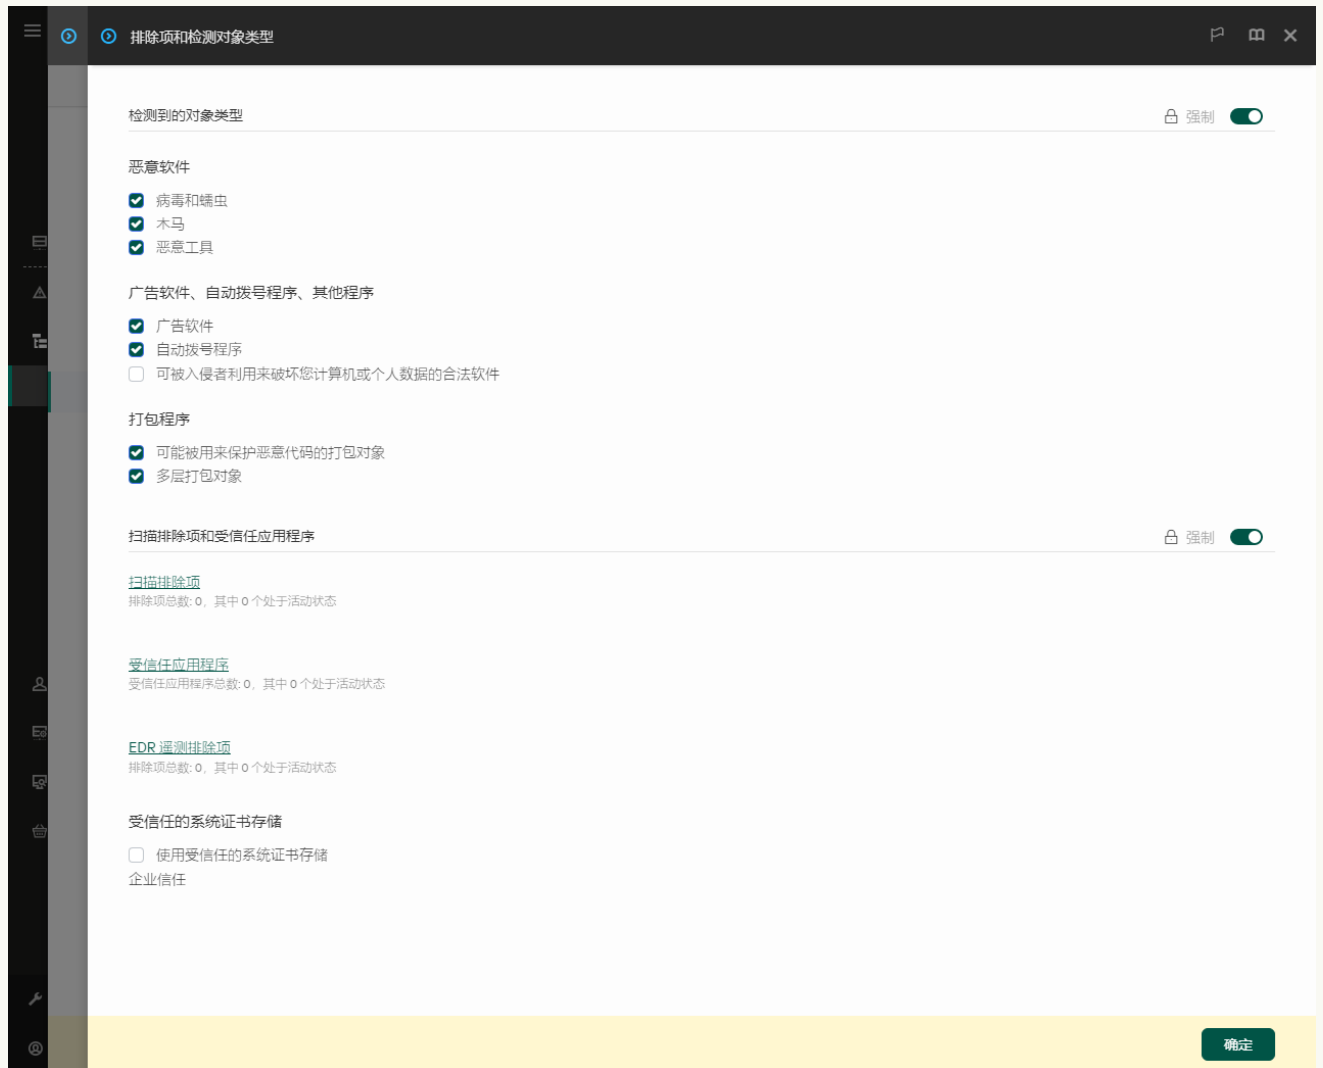 排除项和检测对象类型
检测到的对象类型
强制
恶意软件
病毒和蠕虫
木马
恶意工具
广告软件、自动拨号程序、其他程序
广告软件
自动拨号程序
可被入侵者利用来破坏您计算机或个人数据的合法软件
打包程序
可能被用来保护恶意代码的打包对象
多层打包对象
扫描排除项和受信任应用程序
强制
扫描排除项
排除项总数: 0，其中 0 个处于活动状态
受信任应用程序
受信任应用程序总数: 0，其中 0 个处于活动状态
EDR 遥测排除项
排除项总数: 0，其中 0 个处于活动状态
受信任的系统证书存储
使用受信任的系统证书存储
企业信任
确定